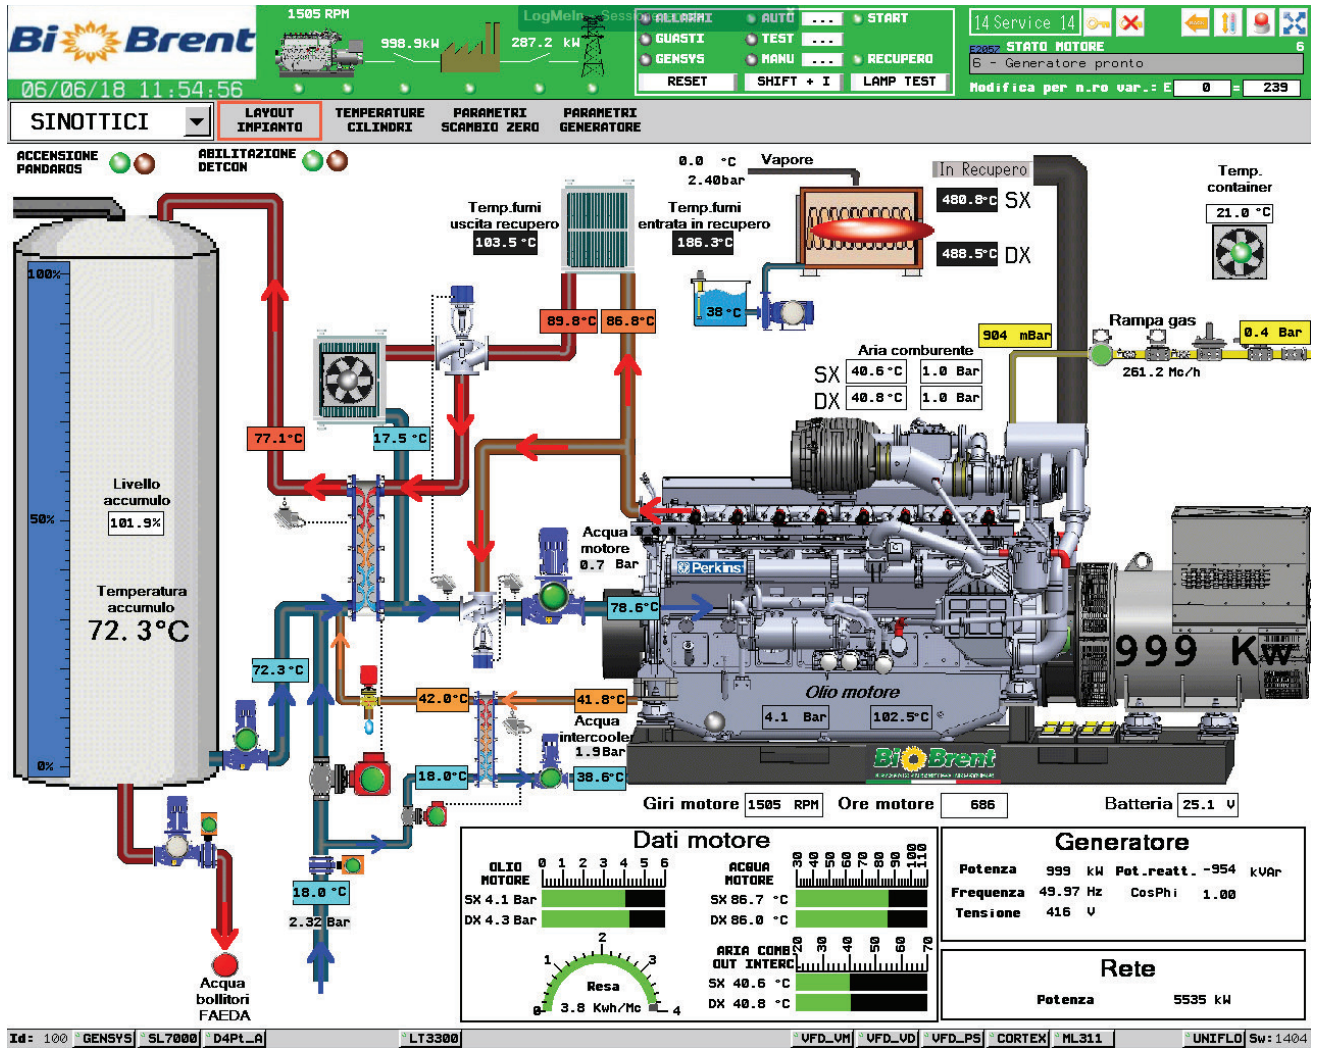 Bi Brent
06/06/18 11:54:56
1505 RPM
998.9kW
287.2 kW
LogMeIn - Sessione
ALLARMI
AUTO
...
START
GUASTI
TEST
...
GENSYS
MANU
...
RECUPERO
RESET
SHIFT + I
LAMP TEST
14 Service 14
E2057 STATO MOTORE 6
6 - Generatore pronto
Modifica per n.ro var.: E 0 = 239
SINOTTICI
LAYOUT IMPIANTO
TEMPERATURE CILINDRI
PARAMETRI SCAMBIO ZERO
PARAMETRI GENERATORE
ACCENSIONE
PANDAROS
ABILITAZIONE
DETCON
0.0 °C
2.40bar
Vapore
In Recupero
480.8°C SX
488.5°C DX
Temp.
container
21.0 °C
Temp.fumi
uscita recupero
103.5°C
Temp.fumi
entrata in recupero
186.3°C
38 °C
89.8°C
86.8°C
904 mBar
Rampa gas
0.4 Bar
261.2 Mc/h
Aria comburente
SX 40.6°C 1.0 Bar
DX 40.8°C 1.0 Bar
100%
50%
0%
77.1°C
17.5 °C
Livello
accumulo
101.9%
Temperatura
accumulo
72.3°C
Acqua
motore
0.7 Bar
Perkins
78.6°C
72.3°C
999 Kw
42.0°C
41.8°C
Olio motore
4.1 Bar
102.5°C
Acqua
intercooler
1.9Bar
18.0°C
38.6°C
Bi Brent
Giri motore 1505 RPM
Ore motore 686
Batteria 25.1 V
18.0 °C
2.32 Bar
Acqua
bollitori
FAEDA
Dati motore
OLIO
MOTORE
0 1 2 3 4 5 6
SX 4.1 Bar
DX 4.3 Bar
ACQUA
MOTORE
30 40 50 60 70 80 90 100 110
SX 86.7 °C
DX 86.0 °C
0 1 2 3 4
Resa
3.8 Kwh/Mc
ARIA COMB
OUT INTERC
20 30 40 50 60 70
SX 40.6 °C
DX 40.8 °C
Generatore
Potenza 999 kW Pot.reatt. -954 kVAr
Frequenza 49.97 Hz CosPhi 1.00
Tensione 416 V
Rete
Potenza 5535 kW
Id: 100 GENSYS SL7000 D4Pt_A LT3300 VFD_VM VFD_VD VFD_PS CORTEX ML311 UNIFLO Sw:1404